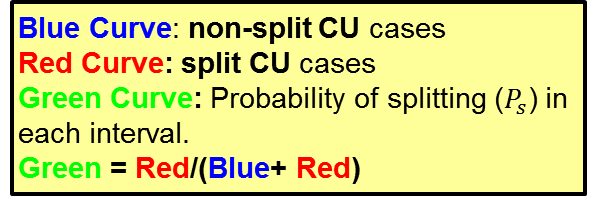 Blue Curve: non-split CU cases
Red Curve: split CU cases
Green Curve: Probability of splitting (Pₛ) in
each interval.
Green = Red/(Blue+ Red)